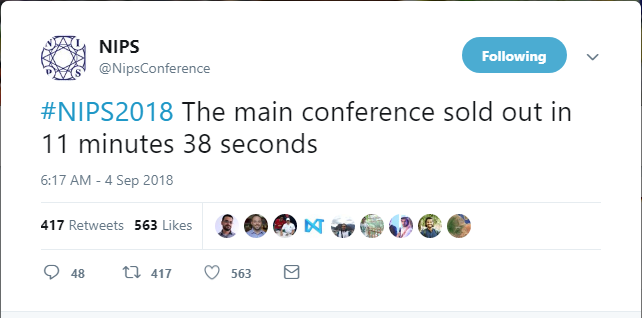 NIPS
@NipsConference
Following
#NIPS2018 The main conference sold out in
11 minutes 38 seconds
6:17 AM - 4 Sep 2018
417 Retweets 563 Likes
48 417 563